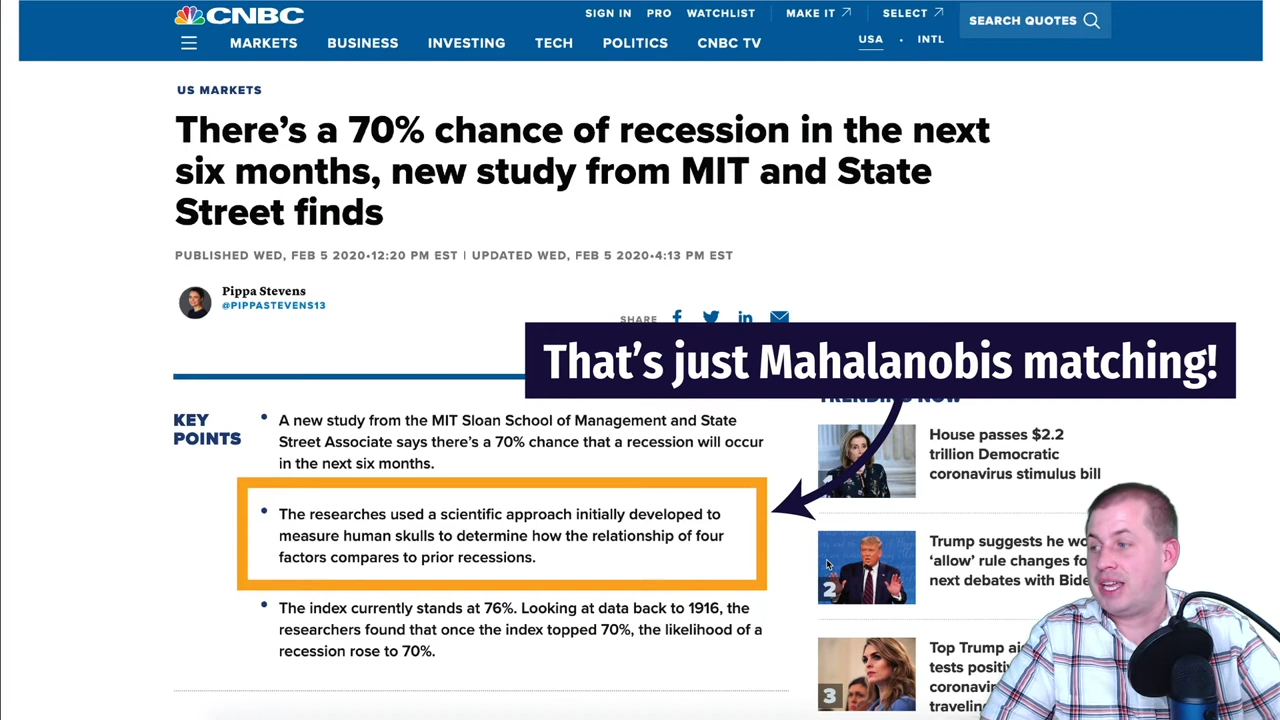 CNBC
SIGN IN PRO WATCHLIST MAKE IT SELECT
SEARCH QUOTES
MARKETS BUSINESS INVESTING TECH POLITICS CNBC TV
USA • INTL
US MARKETS
There's a 70% chance of recession in the next
six months, new study from MIT and State
Street finds
PUBLISHED WED, FEB 5 2020•12:20 PM EST | UPDATED WED, FEB 5 2020•4:13 PM EST
Pippa Stevens
@PIPPASTEVENS13
SHARE
That's just Mahalanobis matching!
TRENDING NOW
KEY
POINTS
• A new study from the MIT Sloan School of Management and State
Street Associate says there's a 70% chance that a recession will occur
in the next six months.
• The researches used a scientific approach initially developed to
measure human skulls to determine how the relationship of four
factors compares to prior recessions.
• The index currently stands at 76%. Looking at data back to 1916, the
researchers found that once the index topped 70%, the likelihood of a
recession rose to 70%.
1
House passes $2.2
trillion Democratic
coronavirus stimulus bill
2
Trump suggests he wo
'allow' rule changes fo
next debates with Bide
3
Top Trump ai
tests positi
coronavir
traveling